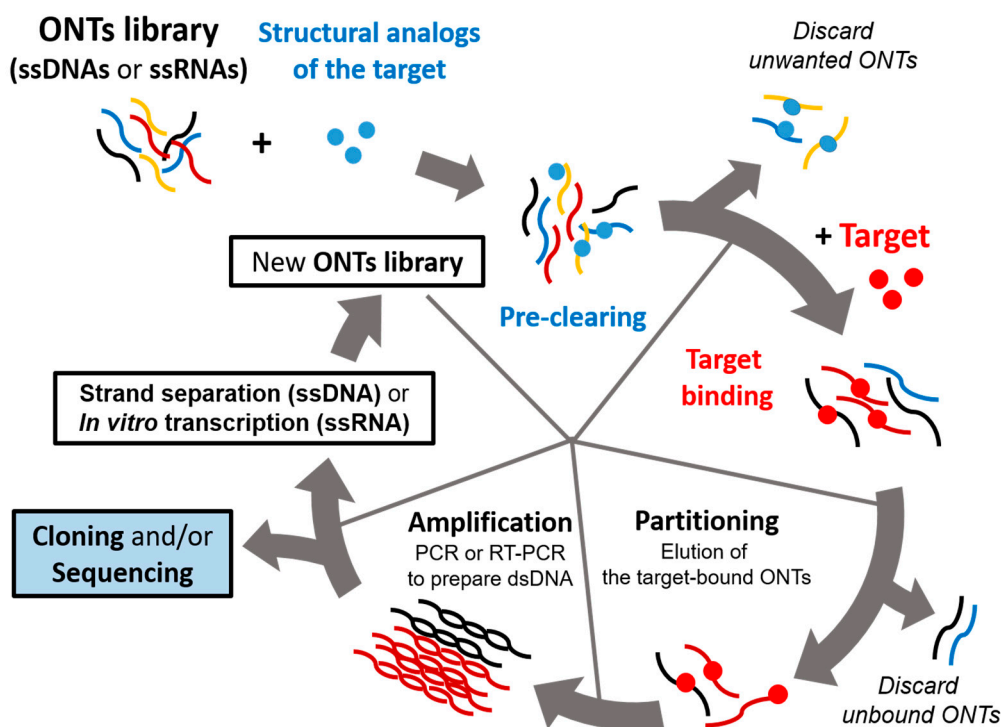 ONTs library
(ssDNAs or ssRNAs)
+
Structural analogs
of the target
Discard
unwanted ONTs
+ Target
New ONTs library
Pre-clearing
Target
binding
Strand separation (ssDNA) or
In vitro transcription (ssRNA)
Cloning and/or
Sequencing
Amplification
PCR or RT-PCR
to prepare dsDNA
Partitioning
Elution of
the target-bound ONTs
Discard
unbound ONTs